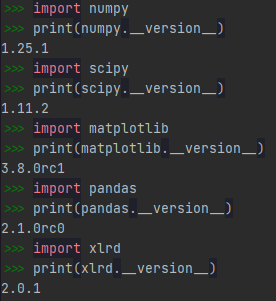 >>> import numpy
>>> print(numpy.__version__)
1.25.1
>>> import scipy
>>> print(scipy.__version__)
1.11.2
>>> import matplotlib
>>> print(matplotlib.__version__)
3.8.0rc1
>>> import pandas
>>> print(pandas.__version__)
2.1.0rc0
>>> import xlrd
>>> print(xlrd.__version__)
2.0.1